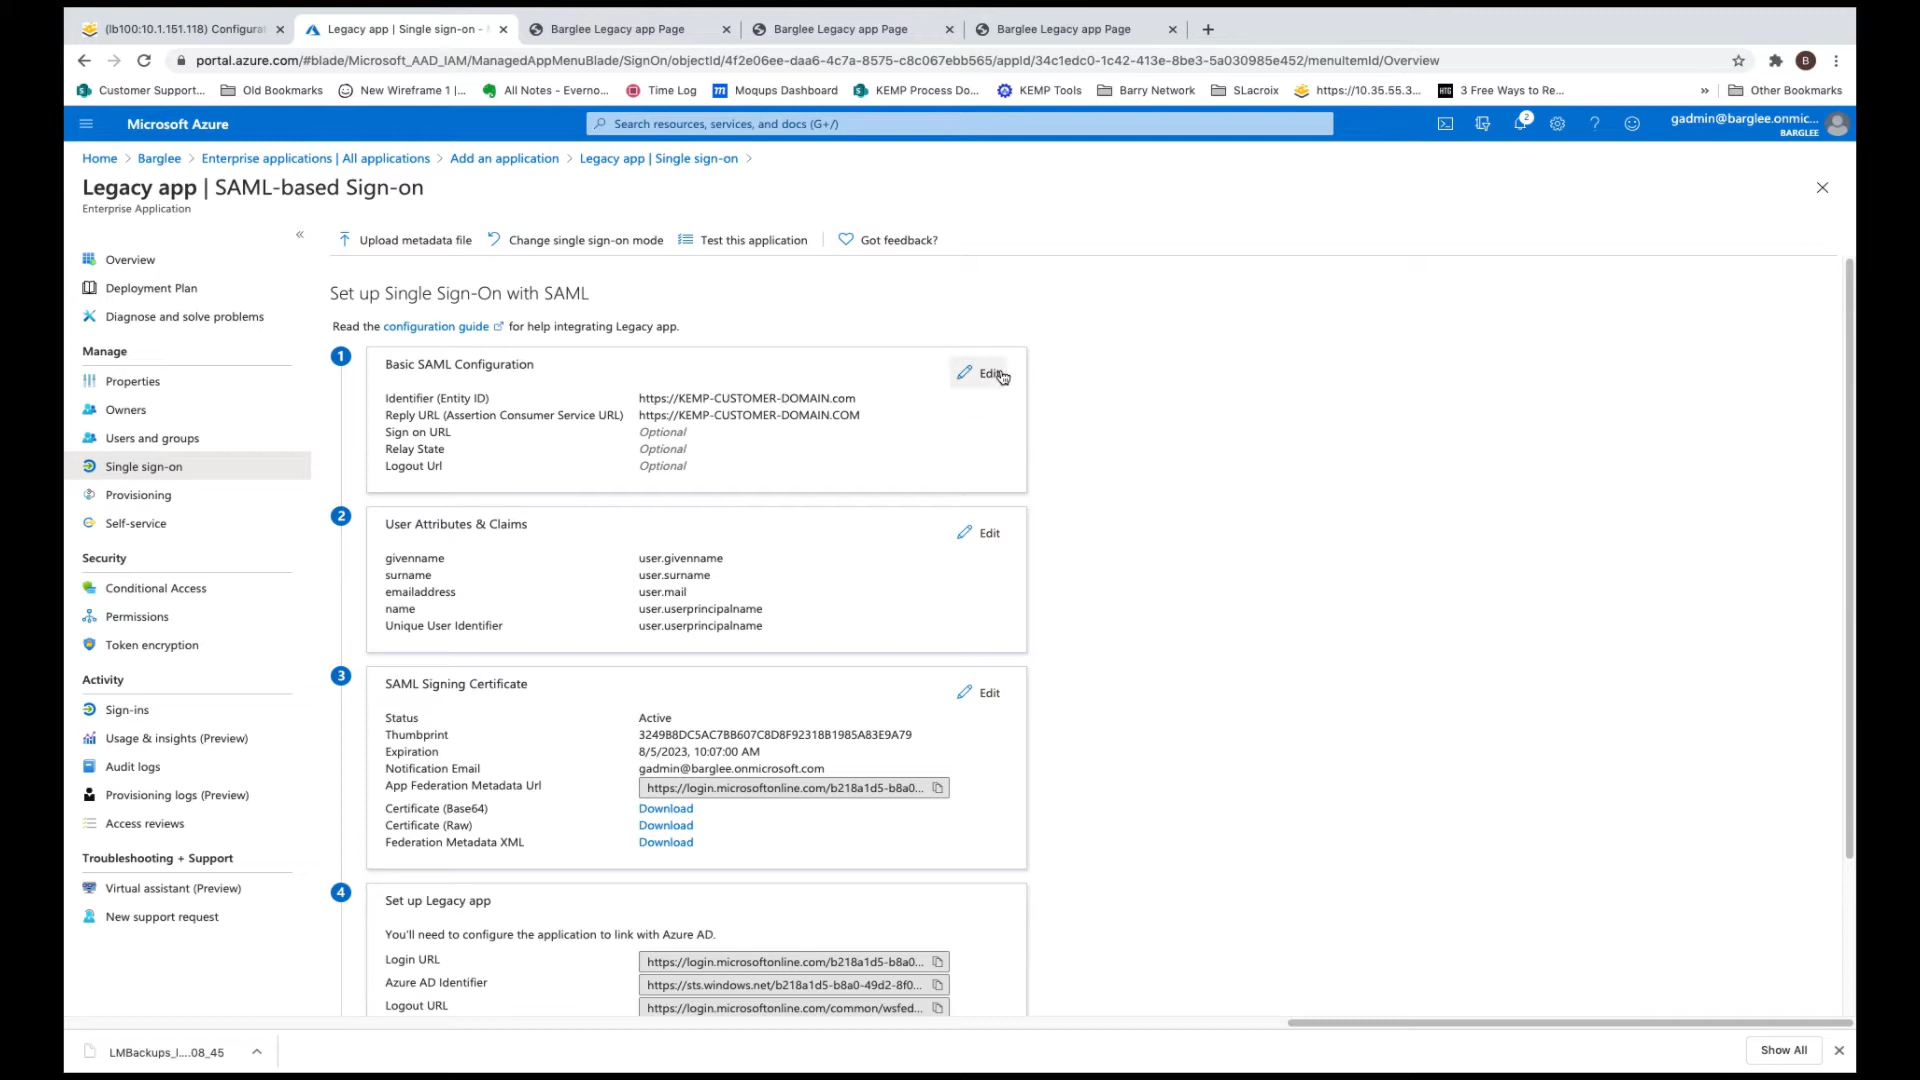 (lb100:10.1.151.118) Configurat
Legacy app | Single sign-on -
Barglee Legacy app Page
Barglee Legacy app Page
Barglee Legacy app Page
portal.azure.com/#blade/Microsoft_AAD_IAM/ManagedAppMenuBlade/SignOn/objectId/4f2e06ee-daa6-4c7a-8575-c8c067ebb565/appId/34c1edc0-1c42-413e-8be3-5a030985e452/menuItemId/Overview
B
Customer Support...
Old Bookmarks
New Wireframe 1 |...
All Notes - Everno...
Time Log
Moqups Dashboard
KEMP Process Do...
KEMP Tools
Barry Network
SLacroix
https://10.35.55.3...
HTG
3 Free Ways to Re...
»
Other Bookmarks
Microsoft Azure
Search resources, services, and docs (G+/)
2
gadmin@barglee.onmic...
BARGLEE
Home > Barglee > Enterprise applications | All applications > Add an application > Legacy app | Single sign-on >
Legacy app | SAML-based Sign-on
Enterprise Application
«
Upload metadata file
Change single sign-on mode
Test this application
Got feedback?
Overview
Deployment Plan
Diagnose and solve problems
Manage
Properties
Owners
Users and groups
Single sign-on
Provisioning
Self-service
Security
Conditional Access
Permissions
Token encryption
Activity
Sign-ins
Usage & insights (Preview)
Audit logs
Provisioning logs (Preview)
Access reviews
Troubleshooting + Support
Virtual assistant (Preview)
New support request
Set up Single Sign-On with SAML
Read the configuration guide for help integrating Legacy app.
1
Basic SAML Configuration
Edit
Identifier (Entity ID) https://KEMP-CUSTOMER-DOMAIN.com
Reply URL (Assertion Consumer Service URL) https://KEMP-CUSTOMER-DOMAIN.COM
Sign on URL Optional
Relay State Optional
Logout Url Optional
2
User Attributes & Claims
Edit
givenname user.givenname
surname user.surname
emailaddress user.mail
name user.userprincipalname
Unique User Identifier user.userprincipalname
3
SAML Signing Certificate
Edit
Status Active
Thumbprint 3249B8DC5AC7BB607C8D8F92318B1985A83E9A79
Expiration 8/5/2023, 10:07:00 AM
Notification Email gadmin@barglee.onmicrosoft.com
App Federation Metadata Url https://login.microsoftonline.com/b218a1d5-b8a0...
Certificate (Base64) Download
Certificate (Raw) Download
Federation Metadata XML Download
4
Set up Legacy app
You'll need to configure the application to link with Azure AD.
Login URL https://login.microsoftonline.com/b218a1d5-b8a0...
Azure AD Identifier https://sts.windows.net/b218a1d5-b8a0-49d2-8f0...
Logout URL https://login.microsoftonline.com/common/wsfed...
LMBackups_l....08_45
Show All